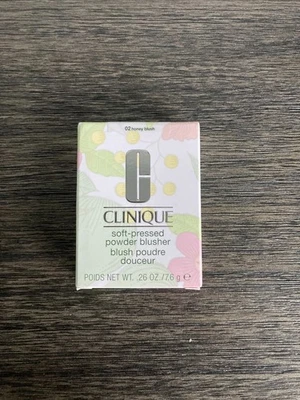 02 honey blush
C
CLINIQUE
soft-pressed
powder blusher
blush poudre
douceur
POIDS NET WT. .26 OZ/7.6 g ℮